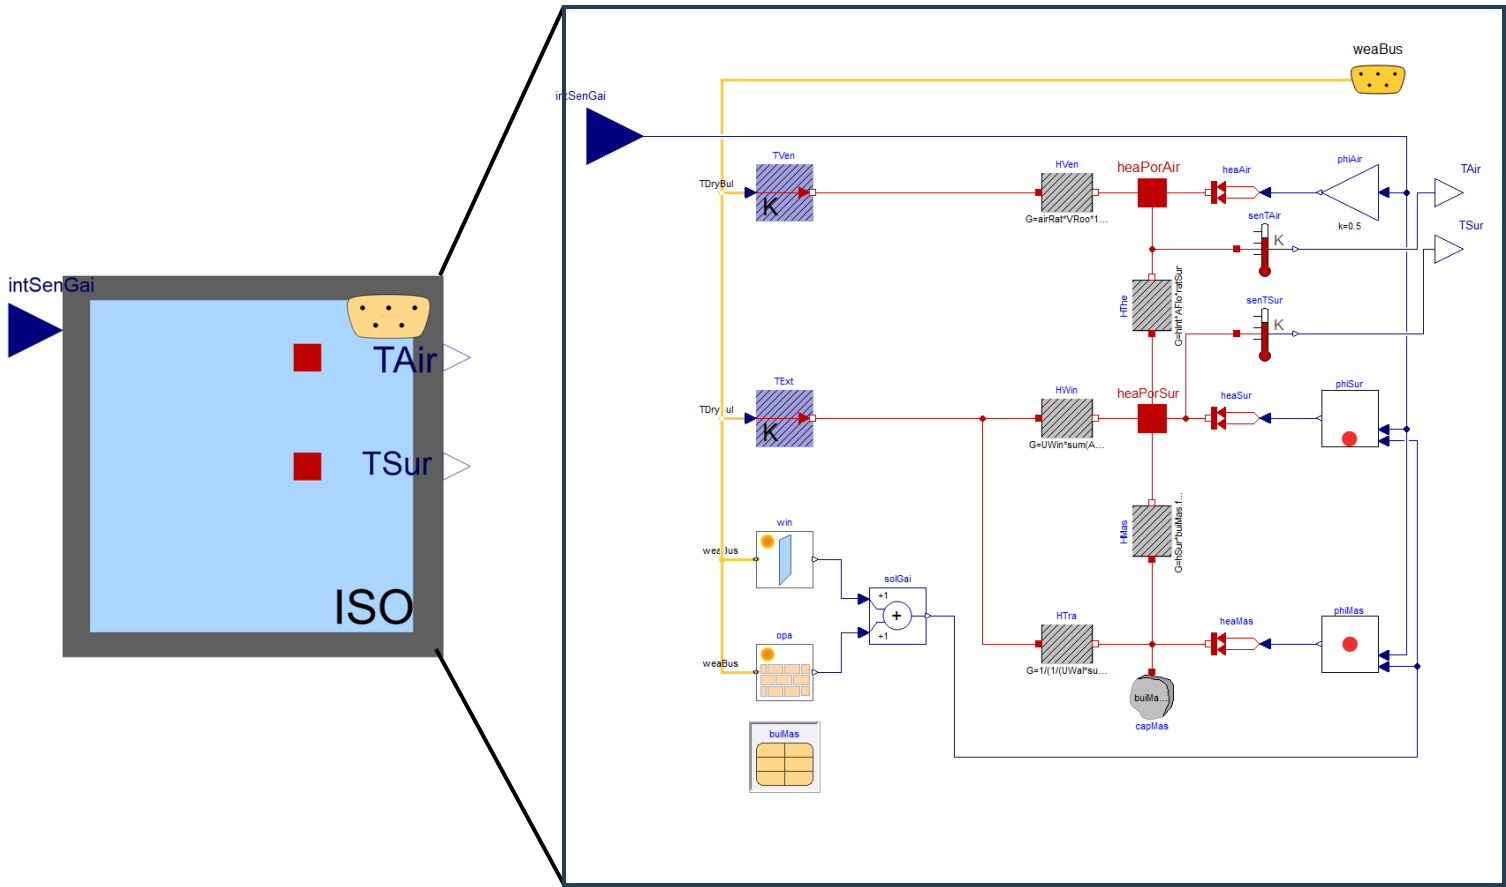 intSenGai
TAir
TSur
ISO
weaBus
intSenGai
TVen
TDryBul
K
HVen
G=airRat*VRoo*1...
heaPorAir
heaAir
phiAir
k=0.5
TAir
senTAir
K
TSur
HThe
G=hInt*AFlo*ratSur
senTSur
K
TExt
K
HWin
G=UWin*sum(A...
heaPorSur
heaSur
phiSur
HMas
G=hSur*buiMas.f...
win
weaBus
solGai
+1
+
+1
opa
weaBus
HTra
G=1/(1/(UWal*su...
heaMas
phiMas
buiMa...
capMas
buiMas